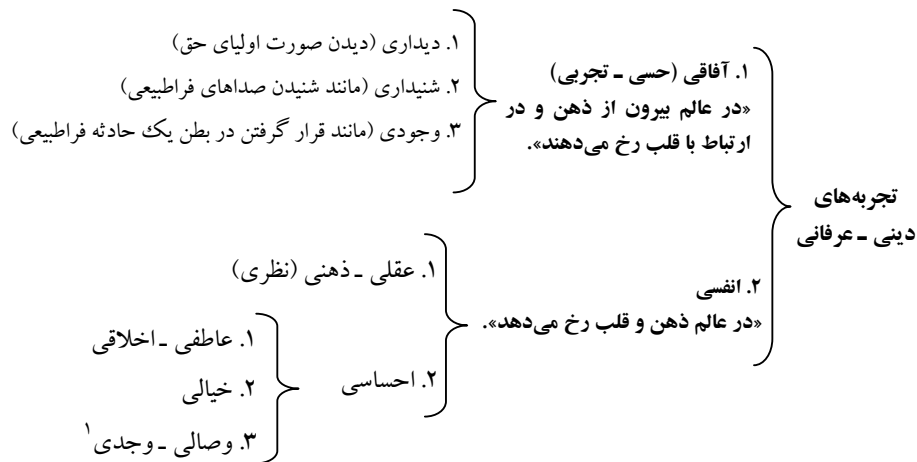 تجربه‌های
دینی ـ عرفانی
۱. آفاقی (حسی ـ تجربی)
«در عالم بیرون از ذهن و در
ارتباط با قلب رخ می‌دهند».
۱. دیداری (دیدن صورت اولیای حق)
۲. شنیداری (مانند شنیدن صداهای فراطبیعی)
۳. وجودی (مانند قرار گرفتن در بطن یک حادثه فراطبیعی)
۲. انفسی
«در عالم ذهن و قلب رخ می‌دهد».
۱. عقلی ـ ذهنی (نظری)
۲. احساسی
۱. عاطفی ـ اخلاقی
۲. خیالی
۳. وصالی ـ وجدی۱